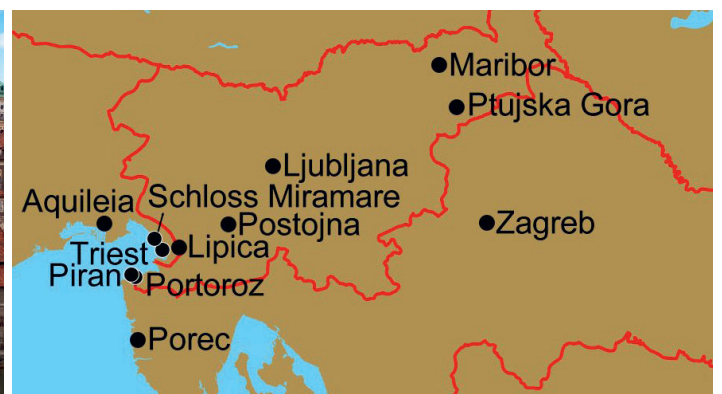 Maribor
Ptujska Gora
Ljubljana
Schloss Miramare
Aquileia
Postojna
Zagreb
Triest
Lipica
Piran
Portoroz
Porec